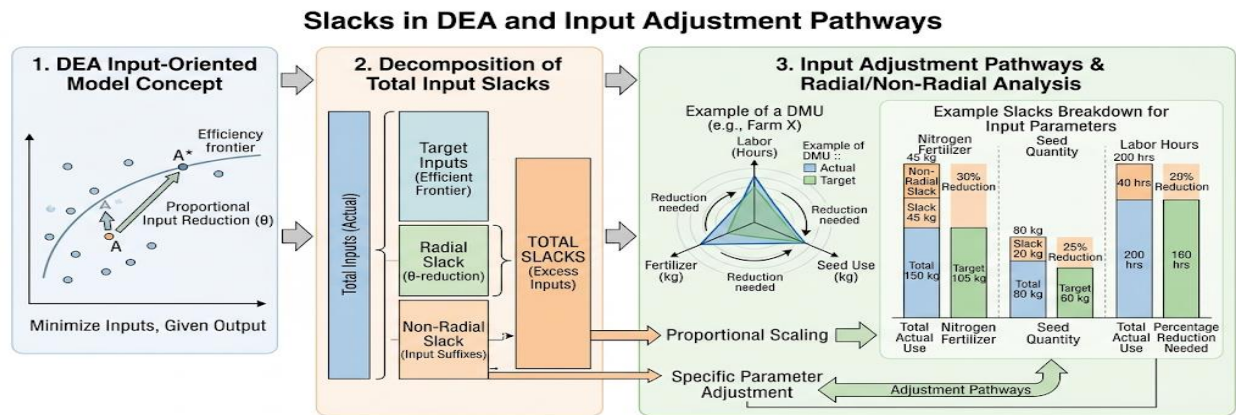 Slacks in DEA and Input Adjustment Pathways
1. DEA Input-Oriented
Model Concept
Efficiency
frontier
A*
A
Proportional
Input Reduction (θ)
A
Minimize Inputs, Given Output
2. Decomposition of
Total Input Slacks
Total Inputs (Actual)
Target
Inputs
(Efficient
Frontier)
Radial
Slack
(θ-reduction)
Non-Radial
Slack
(Input Suffixes)
TOTAL
SLACKS
(Excess
Inputs)
3. Input Adjustment Pathways &
Radial/Non-Radial Analysis
Example of a DMU
(e.g., Farm X)
Labor
(Hours)
Example of
DMU ::
Actual
Target
Reduction
needed
Reduction
needed
Fertilizer
(kg)
Reduction
needed
Seed Use
(kg)
Proportional Scaling
Specific Parameter
Adjustment
Adjustment Pathways
Example Slacks Breakdown for
Input Parameters
Nitrogen
Fertilizer
45 kg
Non-
Radial
Slack
Slack
45 kg
Total
150 kg
30%
Reduction
Target
105 kg
Total
Actual
Use
Nitrogen
Fertilizer
Seed
Quantity
80 kg
Slack
20 kg
Total
80 kg
25%
Reduction
Target
60 kg
Seed
Quantity
Labor Hours
200 hrs
40 hrs
200
hrs
20%
Reduction
160
hrs
Total
Actual
Use
Percentage
Reduction
Needed